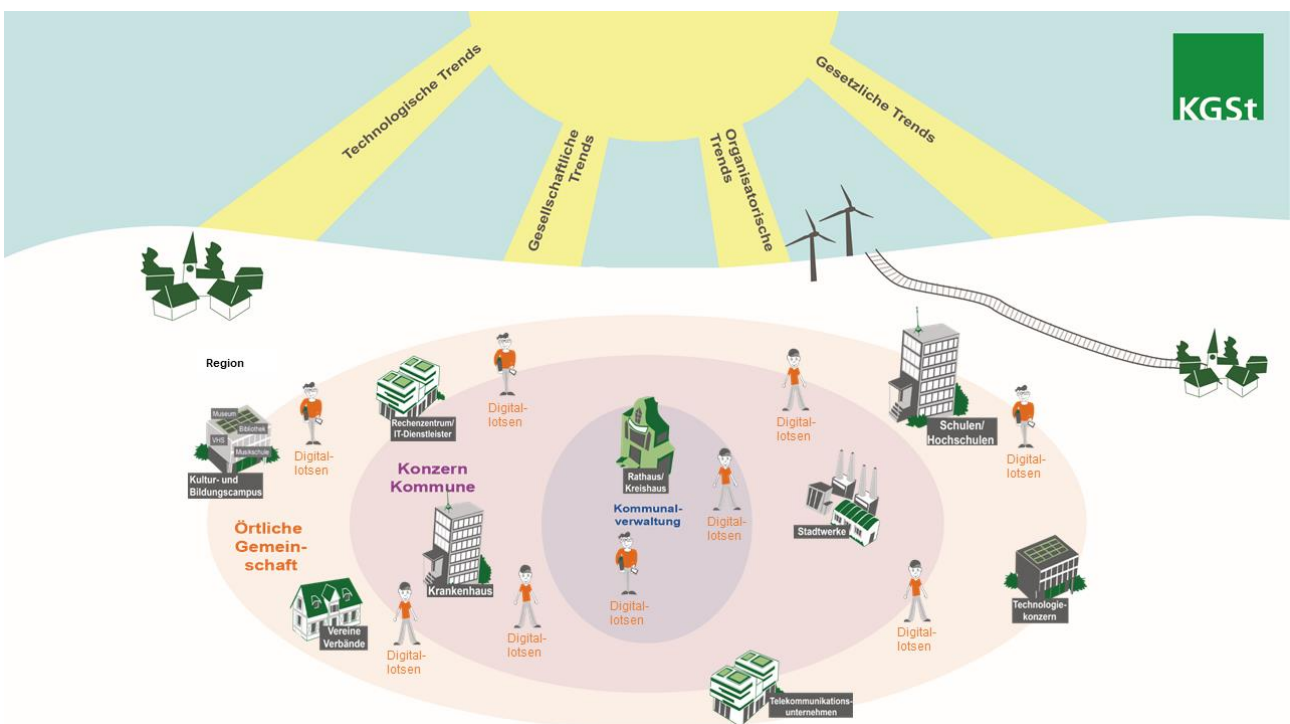 Technologische Trends
Gesellschaftliche
Trends
Organisatorische
Trends
Gesetzliche Trends
KGSt
Region
Museum
Bibliothek
VHS
Musikschule
Kultur- und
Bildungscampus
Digital-
lotsen
Rechenzentrum/
IT-Dienstleister
Digital-
lotsen
Rathaus/
Kreishaus
Digital-
lotsen
Schulen/
Hochschulen
Digital-
lotsen
Konzern
Kommune
Kommunal-
verwaltung
Digital-
lotsen
Stadtwerke
Örtliche
Gemein-
schaft
Krankenhaus
Digital-
lotsen
Technologie-
konzern
Vereine
Verbände
Digital-
lotsen
Digital-
lotsen
Digital-
lotsen
Telekommunikations-
unternehmen